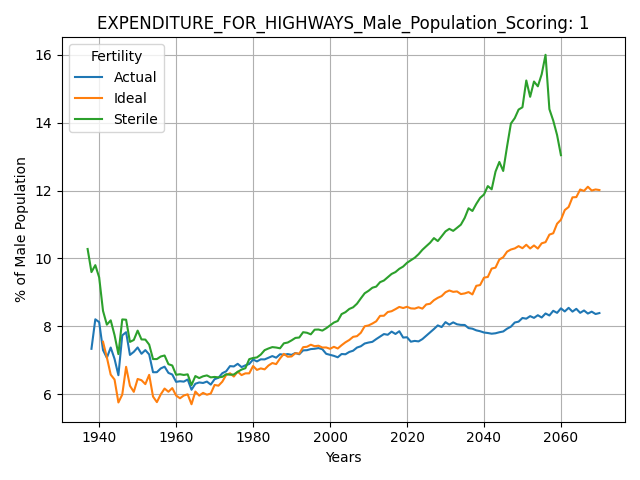 EXPENDITURE_FOR_HIGHWAYS_Male_Population_Scoring: 1
Fertility
Actual
Ideal
Sterile
% of Male Population
16
14
12
10
8
6
1940 1960 1980 2000 2020 2040 2060
Years